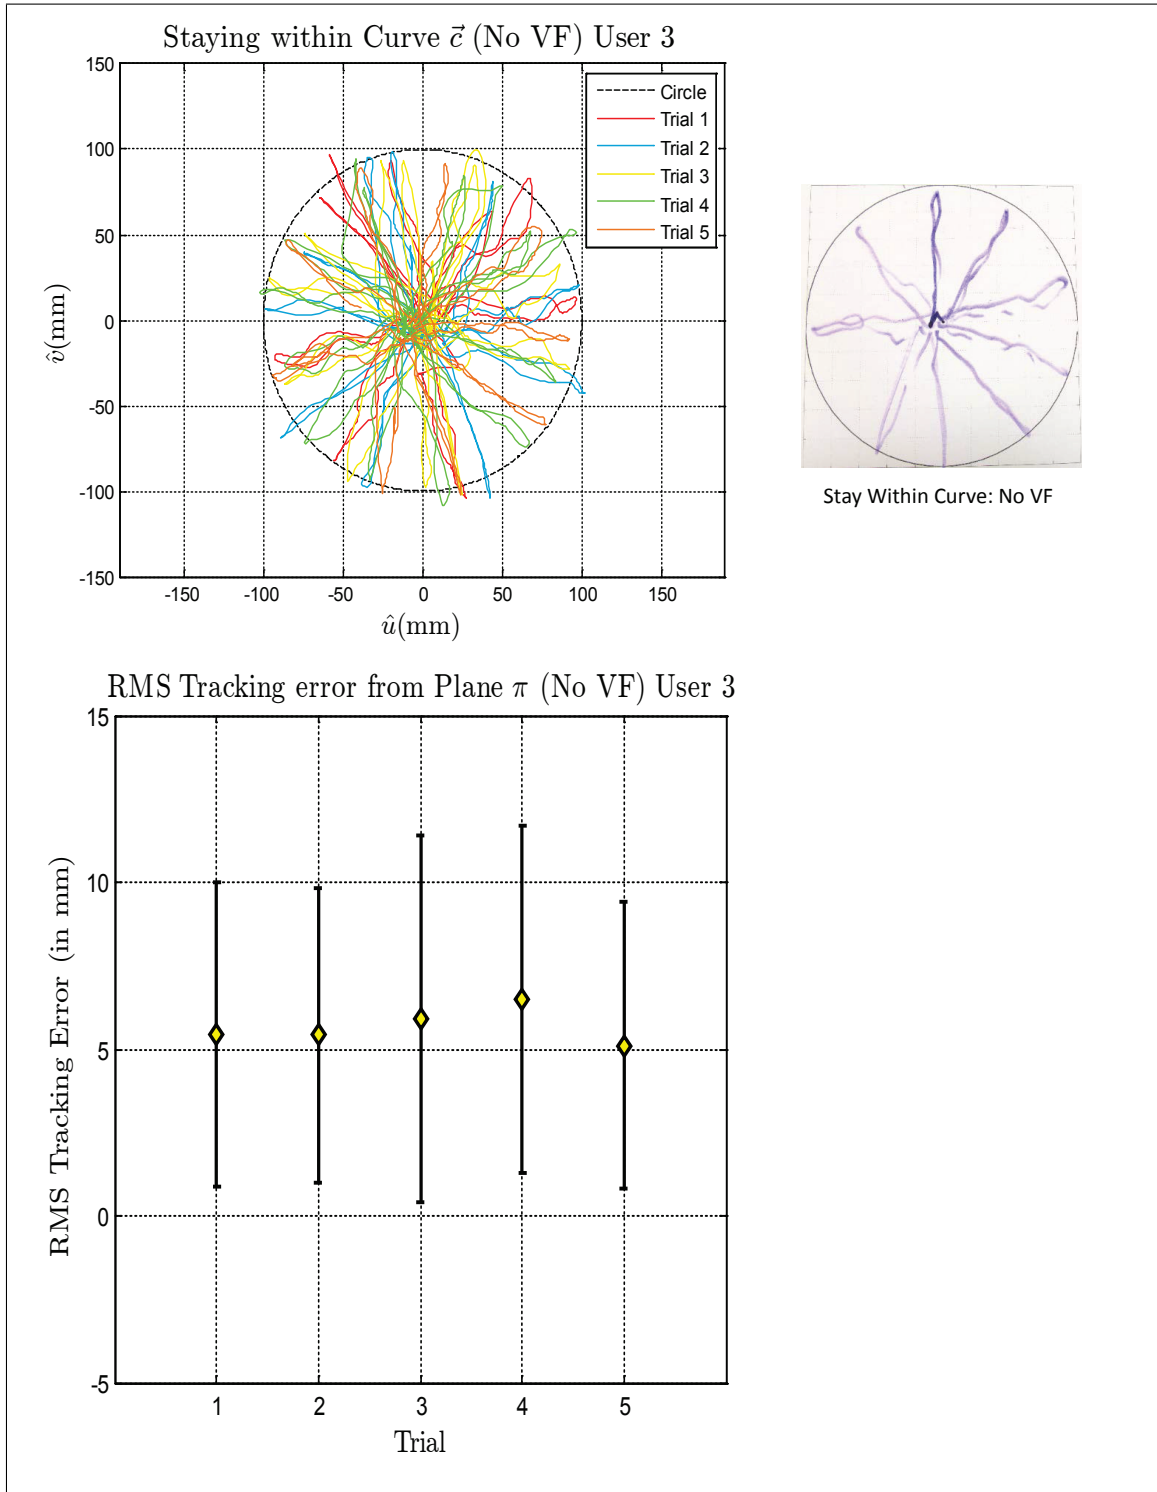 Staying within Curve c⃗ (No VF) User 3
150
100
50
0
-50
-100
-150
v̂(mm)
-150 -100 -50 0 50 100 150
û(mm)
Circle
Trial 1
Trial 2
Trial 3
Trial 4
Trial 5
Stay Within Curve: No VF
RMS Tracking error from Plane π (No VF) User 3
15
10
5
0
-5
RMS Tracking Error (in mm)
1 2 3 4 5
Trial